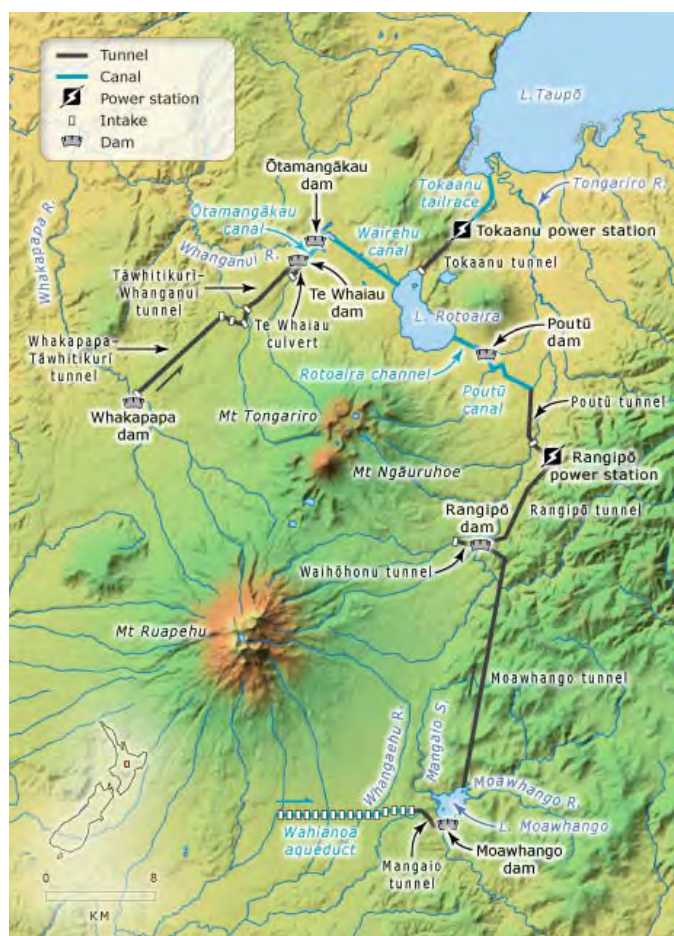 Tunnel
Canal
Power station
Intake
Dam
L. Taupō
Ōtamangākau
dam
Tokaanu
tailrace
Tongariro R.
Whakapapa R.
Ōtamangākau
canal
Wairehu
canal
Tokaanu power station
Whanganui R.
Tokaanu tunnel
Tāwhitikuri–
Whanganui
tunnel
Te Whaiau
dam
Te Whaiau
culvert
L. Rotoaira
Poutū
dam
Whakapapa–
Tāwhitikuri
tunnel
Rotoaira channel
Poutū
canal
Poutū tunnel
Whakapapa
dam
Mt Tongariro
Mt Ngāuruhoe
Rangipō
power station
Rangipō
dam
Rangipō tunnel
Waihōhonu tunnel
Mt Ruapehu
Moawhango tunnel
Mangaio S.
Whangaehu R.
Moawhango R.
L. Moawhango
Wahianoa
aqueduct
Mangaio
tunnel
Moawhango
dam
0 8
KM